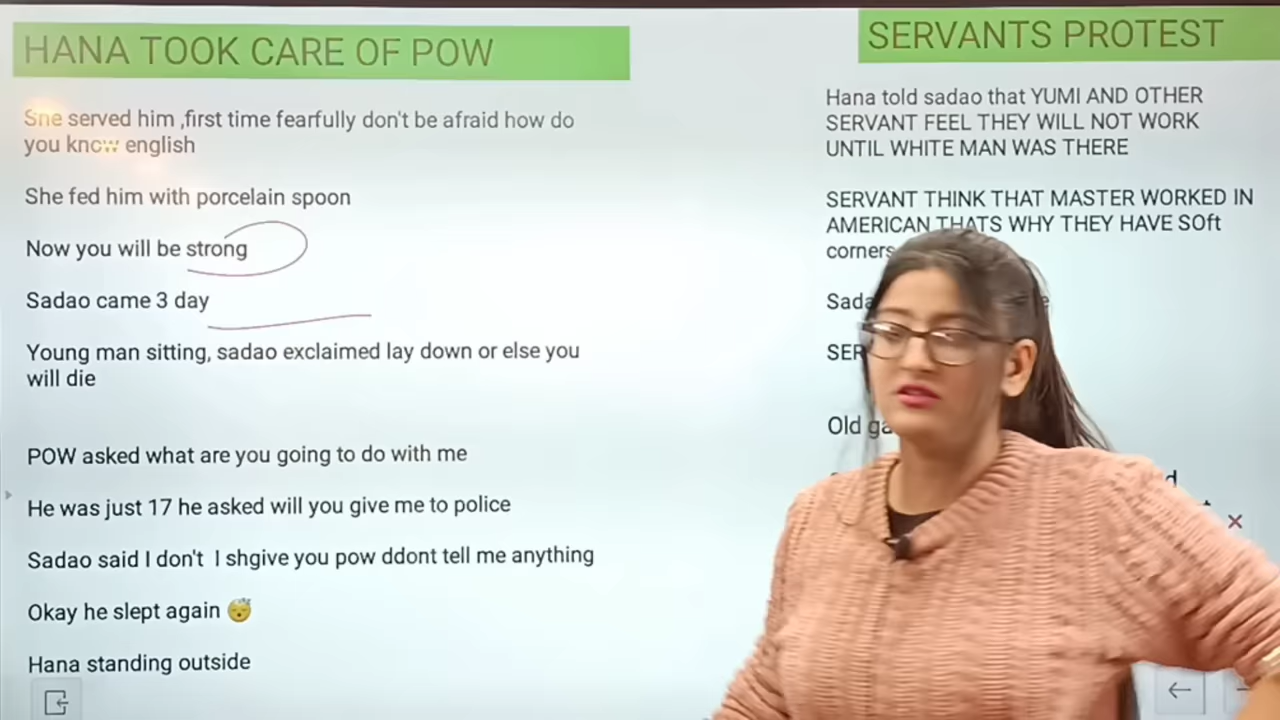 HANA TOOK CARE OF POW
She served him ,first time fearfully don't be afraid how do
you know english
She fed him with porcelain spoon
Now you will be strong
Sadao came 3 day
Young man sitting, sadao exclaimed lay down or else you
will die
POW asked what are you going to do with me
He was just 17 he asked will you give me to police
Sadao said I don't I shgive you pow ddont tell me anything
Okay he slept again 😴
Hana standing outside
SERVANTS PROTEST
Hana told sadao that YUMI AND OTHER
SERVANT FEEL THEY WILL NOT WORK
UNTIL WHITE MAN WAS THERE
SERVANT THINK THAT MASTER WORKED IN
AMERICAN THATS WHY THEY HAVE SOft
corners
Old